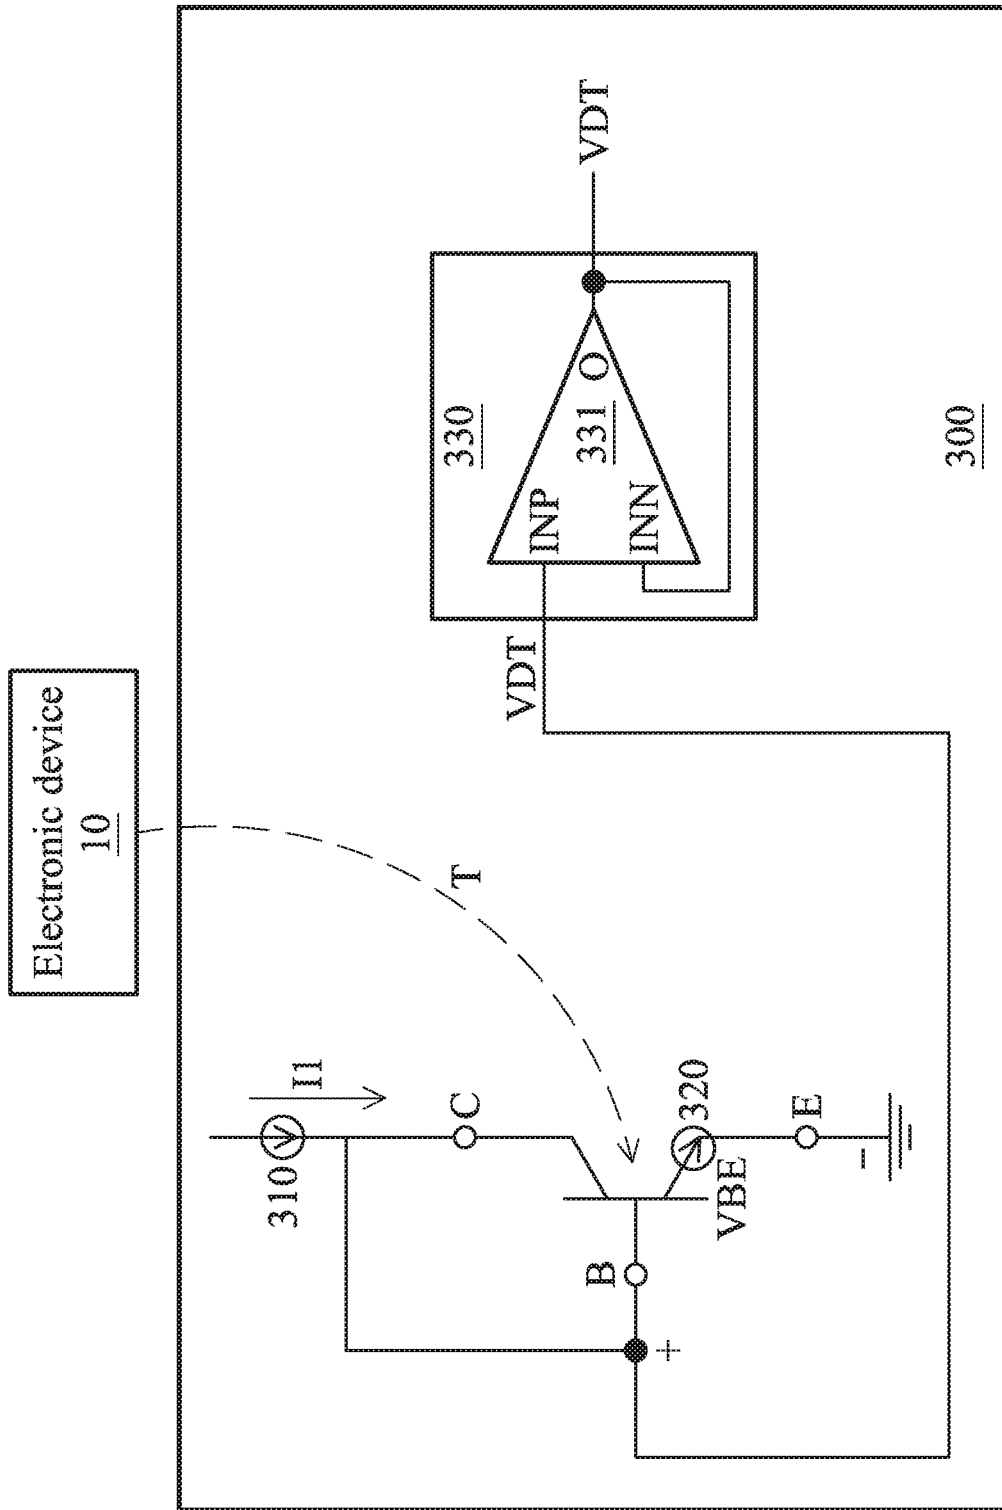 Electronic device
10
310
I1
C
B
+
VBE
320
E
-
T
VDT
330
INP
INN
331
O
VDT
300